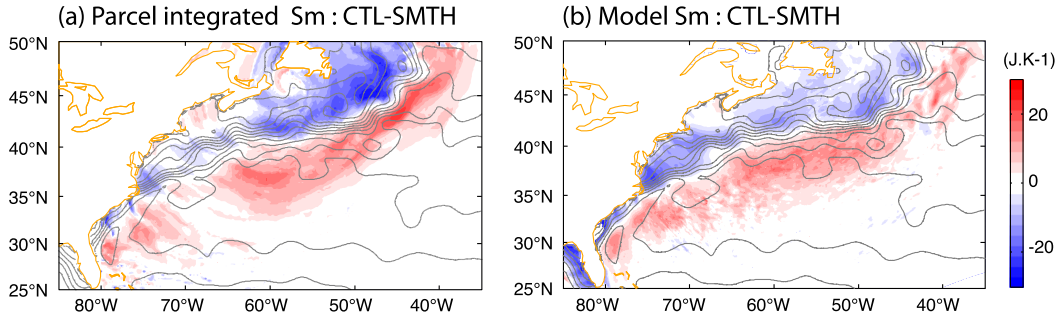 (a) Parcel integrated Sm : CTL-SMTH
(b) Model Sm : CTL-SMTH
50°N
45°N
40°N
35°N
30°N
25°N
80°W
70°W
60°W
50°W
40°W
50°N
45°N
40°N
35°N
30°N
25°N
80°W
70°W
60°W
50°W
40°W
(J.K-1)
20
0
-20